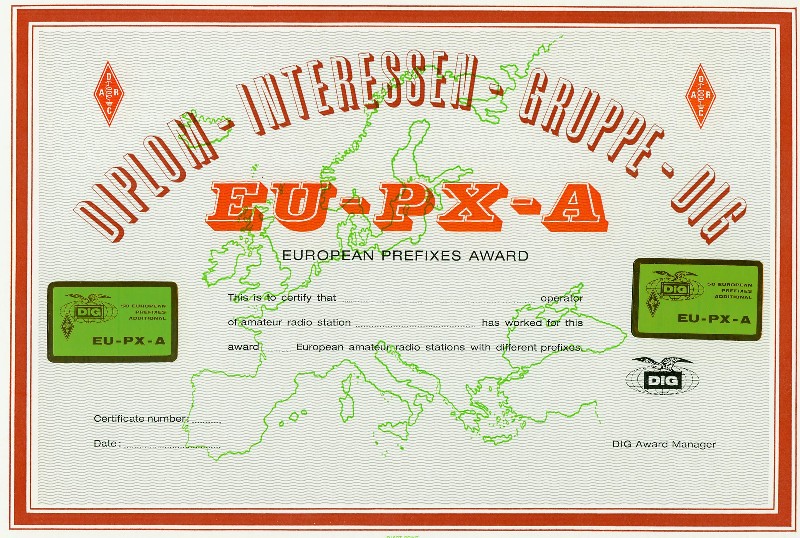 DIPLOM-INTERESSEN-GRUPPE-DIG
D
A R
C
D
A R
C
EU-PX-A
EUROPEAN PREFIXES AWARD
This is to certify that ........ operator
of amateur radio station ........ has worked for this
award European amateur radio stations with different prefixes.
DIG
50 EUROPEAN
PREFIXES
ADDITIONAL
EU-PX-A
DIG
50 EUROPEAN
PREFIXES
ADDITIONAL
EU-PX-A
DIG
Certificate number: ........
Date: ........
DIG Award Manager